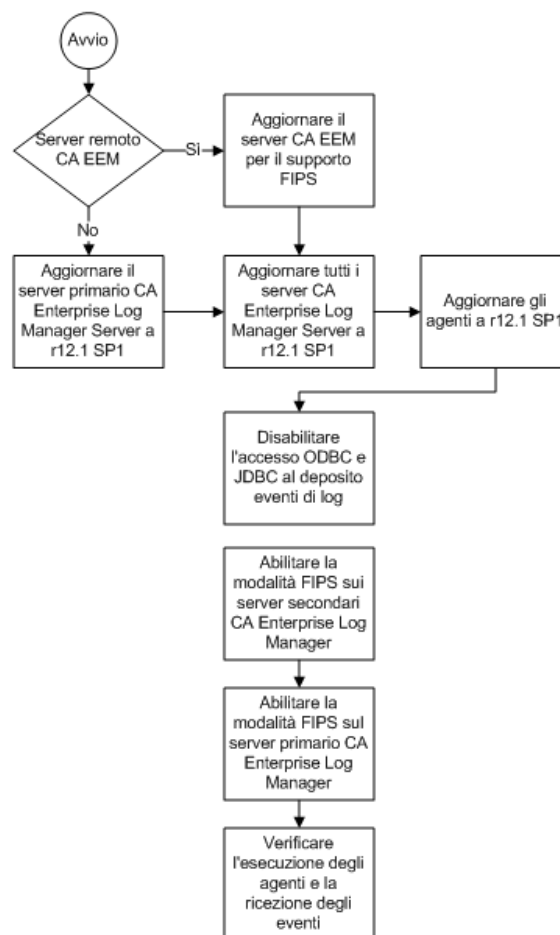 Avvio
Server remoto
CA EEM
Sì
No
Aggiornare il
server CA EEM
per il supporto
FIPS
Aggiornare il
server primario CA
Enterprise Log
Manager Server a
r12.1 SP1
Aggiornare tutti i
server CA
Enterprise Log
Manager Server a
r12.1 SP1
Aggiornare gli
agenti a r12.1 SP1
Disabilitare
l'accesso ODBC e
JDBC al deposito
eventi di log
Abilitare la
modalità FIPS sui
server secondari
CA Enterprise Log
Manager
Abilitare la
modalità FIPS sul
server primario CA
Enterprise Log
Manager
Verificare
l'esecuzione degli
agenti e la
ricezione degli
eventi